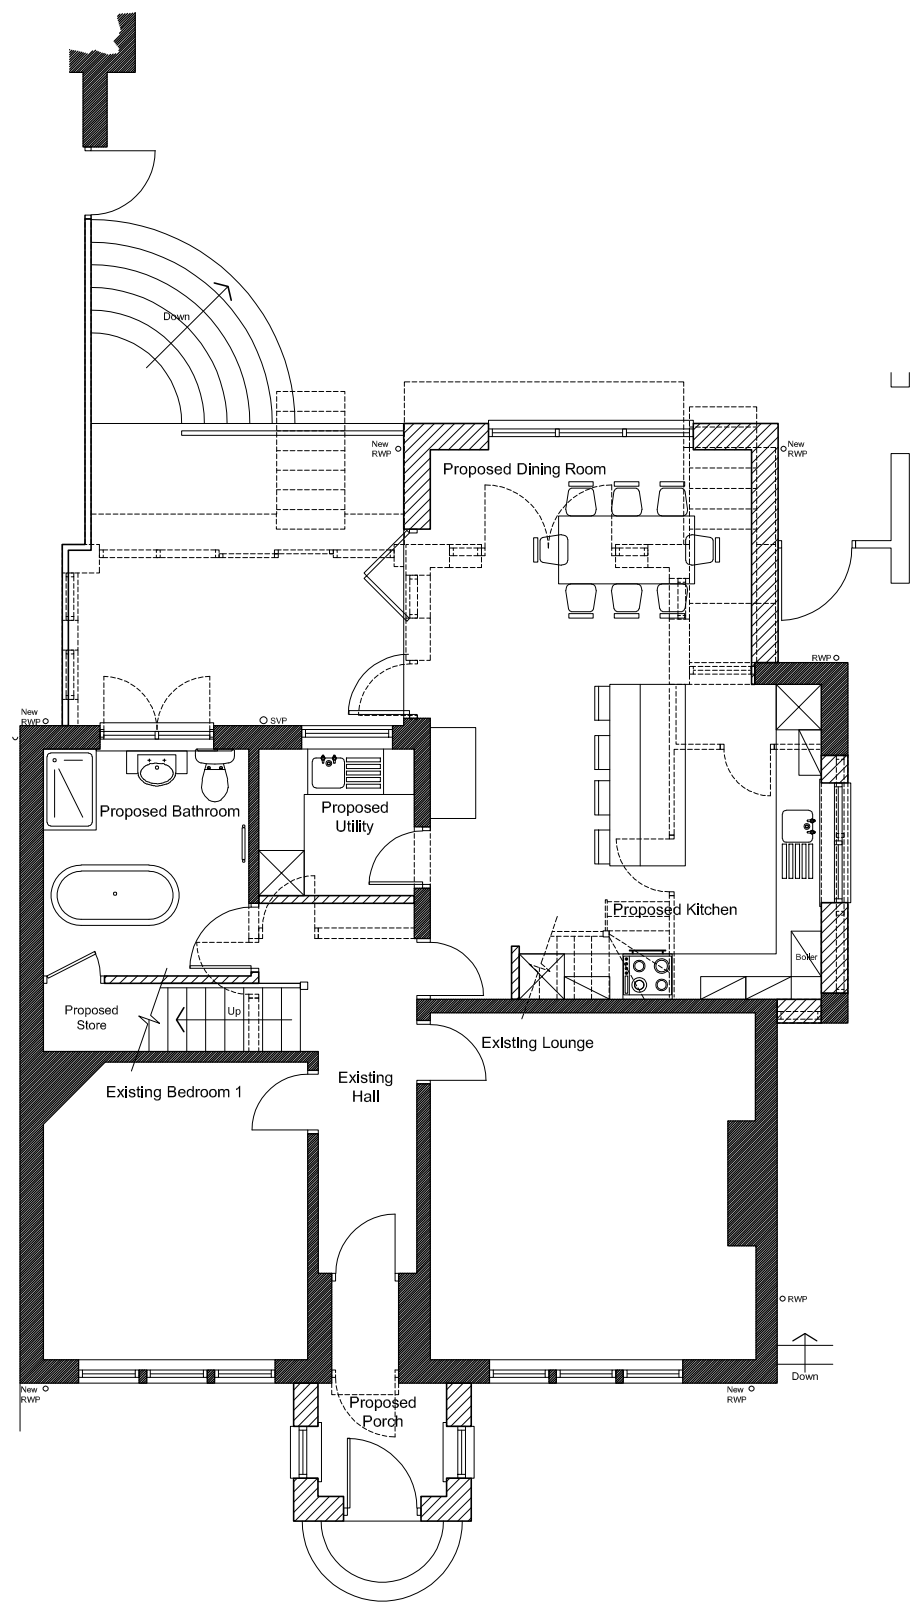 Down
New
RWP
New
RWP
Proposed Dining Room
RWP
New
RWP
SVP
Proposed Bathroom
Proposed
Utility
Proposed Kitchen
Boiler
Proposed
Store
Up
Existing Lounge
Existing Bedroom 1
Existing
Hall
RWP
Down
New
RWP
New
RWP
Proposed
Porch